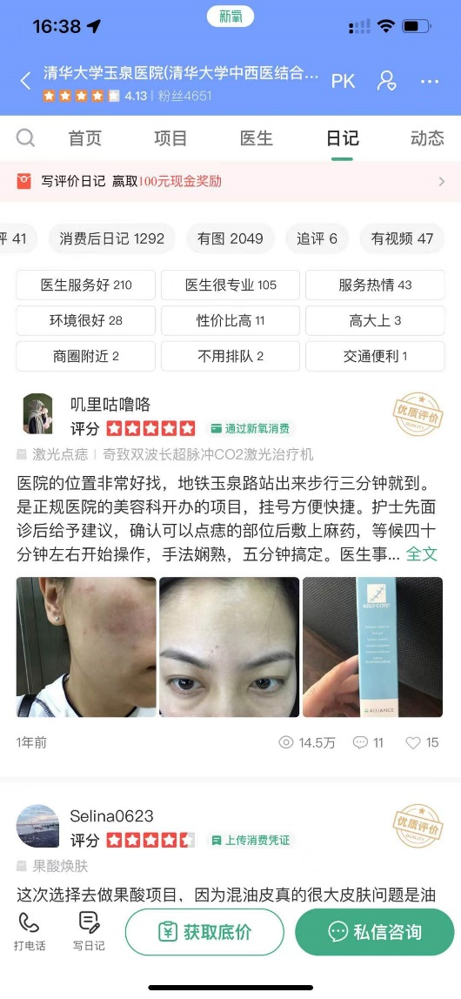 16:38
新氧
清华大学玉泉医院(清华大学中西医结合...
4.13 | 粉丝4651
PK
首页 项目 医生 日记 动态
写评价日记 赢取100元现金奖励
评 41 消费后日记 1292 有图 2049 追评 6 有视频 47
医生服务好 210 医生很专业 105 服务热情 43
环境很好 28 性价比高 11 高大上 3
商圈附近 2 不用排队 2 交通便利 1
叽里咕噜咯
评分 通过新氧消费
优质评价
QUALITY
激光点痣 | 奇致双波长超脉冲CO2激光治疗机
医院的位置非常好找，地铁玉泉路站出来步行三分钟就到。
是正规医院的美容科开办的项目，挂号方便快捷。护士先面
诊后给予建议，确认可以点痣的部位后敷上麻药，等候四十
分钟左右开始操作，手法娴熟，五分钟搞定。医生事... 全文
KELO-COTE
ALLIANCE
1年前 14.5万 11 15
Selina0623
评分 上传消费凭证
优质评价
QUALITY
果酸焕肤
这次选择去做果酸项目，因为混油皮真的很大皮肤问题是油
打电话 写日记 获取底价 私信咨询